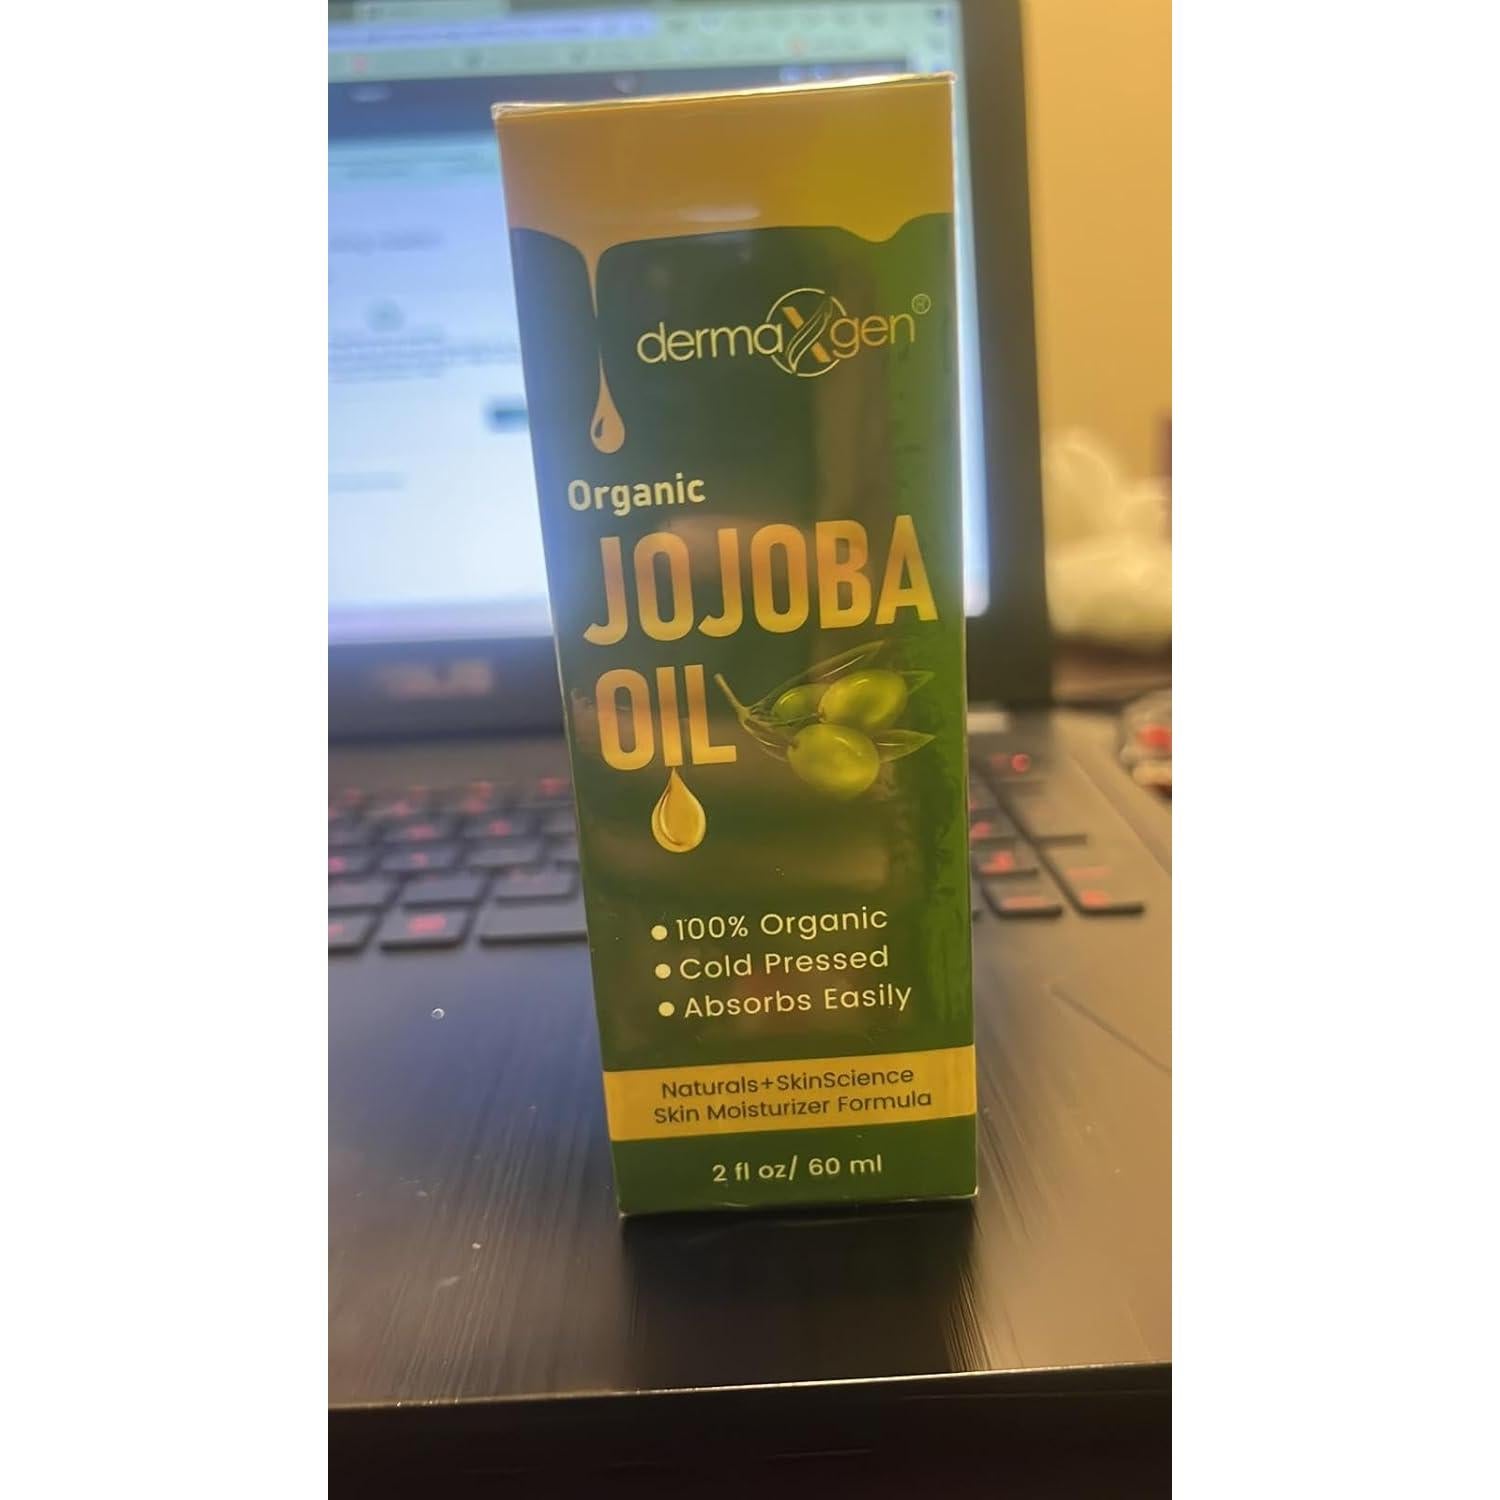 dermaXgen®
Organic
JOJOBA
OIL
100% Organic
Cold Pressed
Absorbs Easily
Naturals+SkinScience
Skin Moisturizer Formula
2 fl oz/ 60 ml